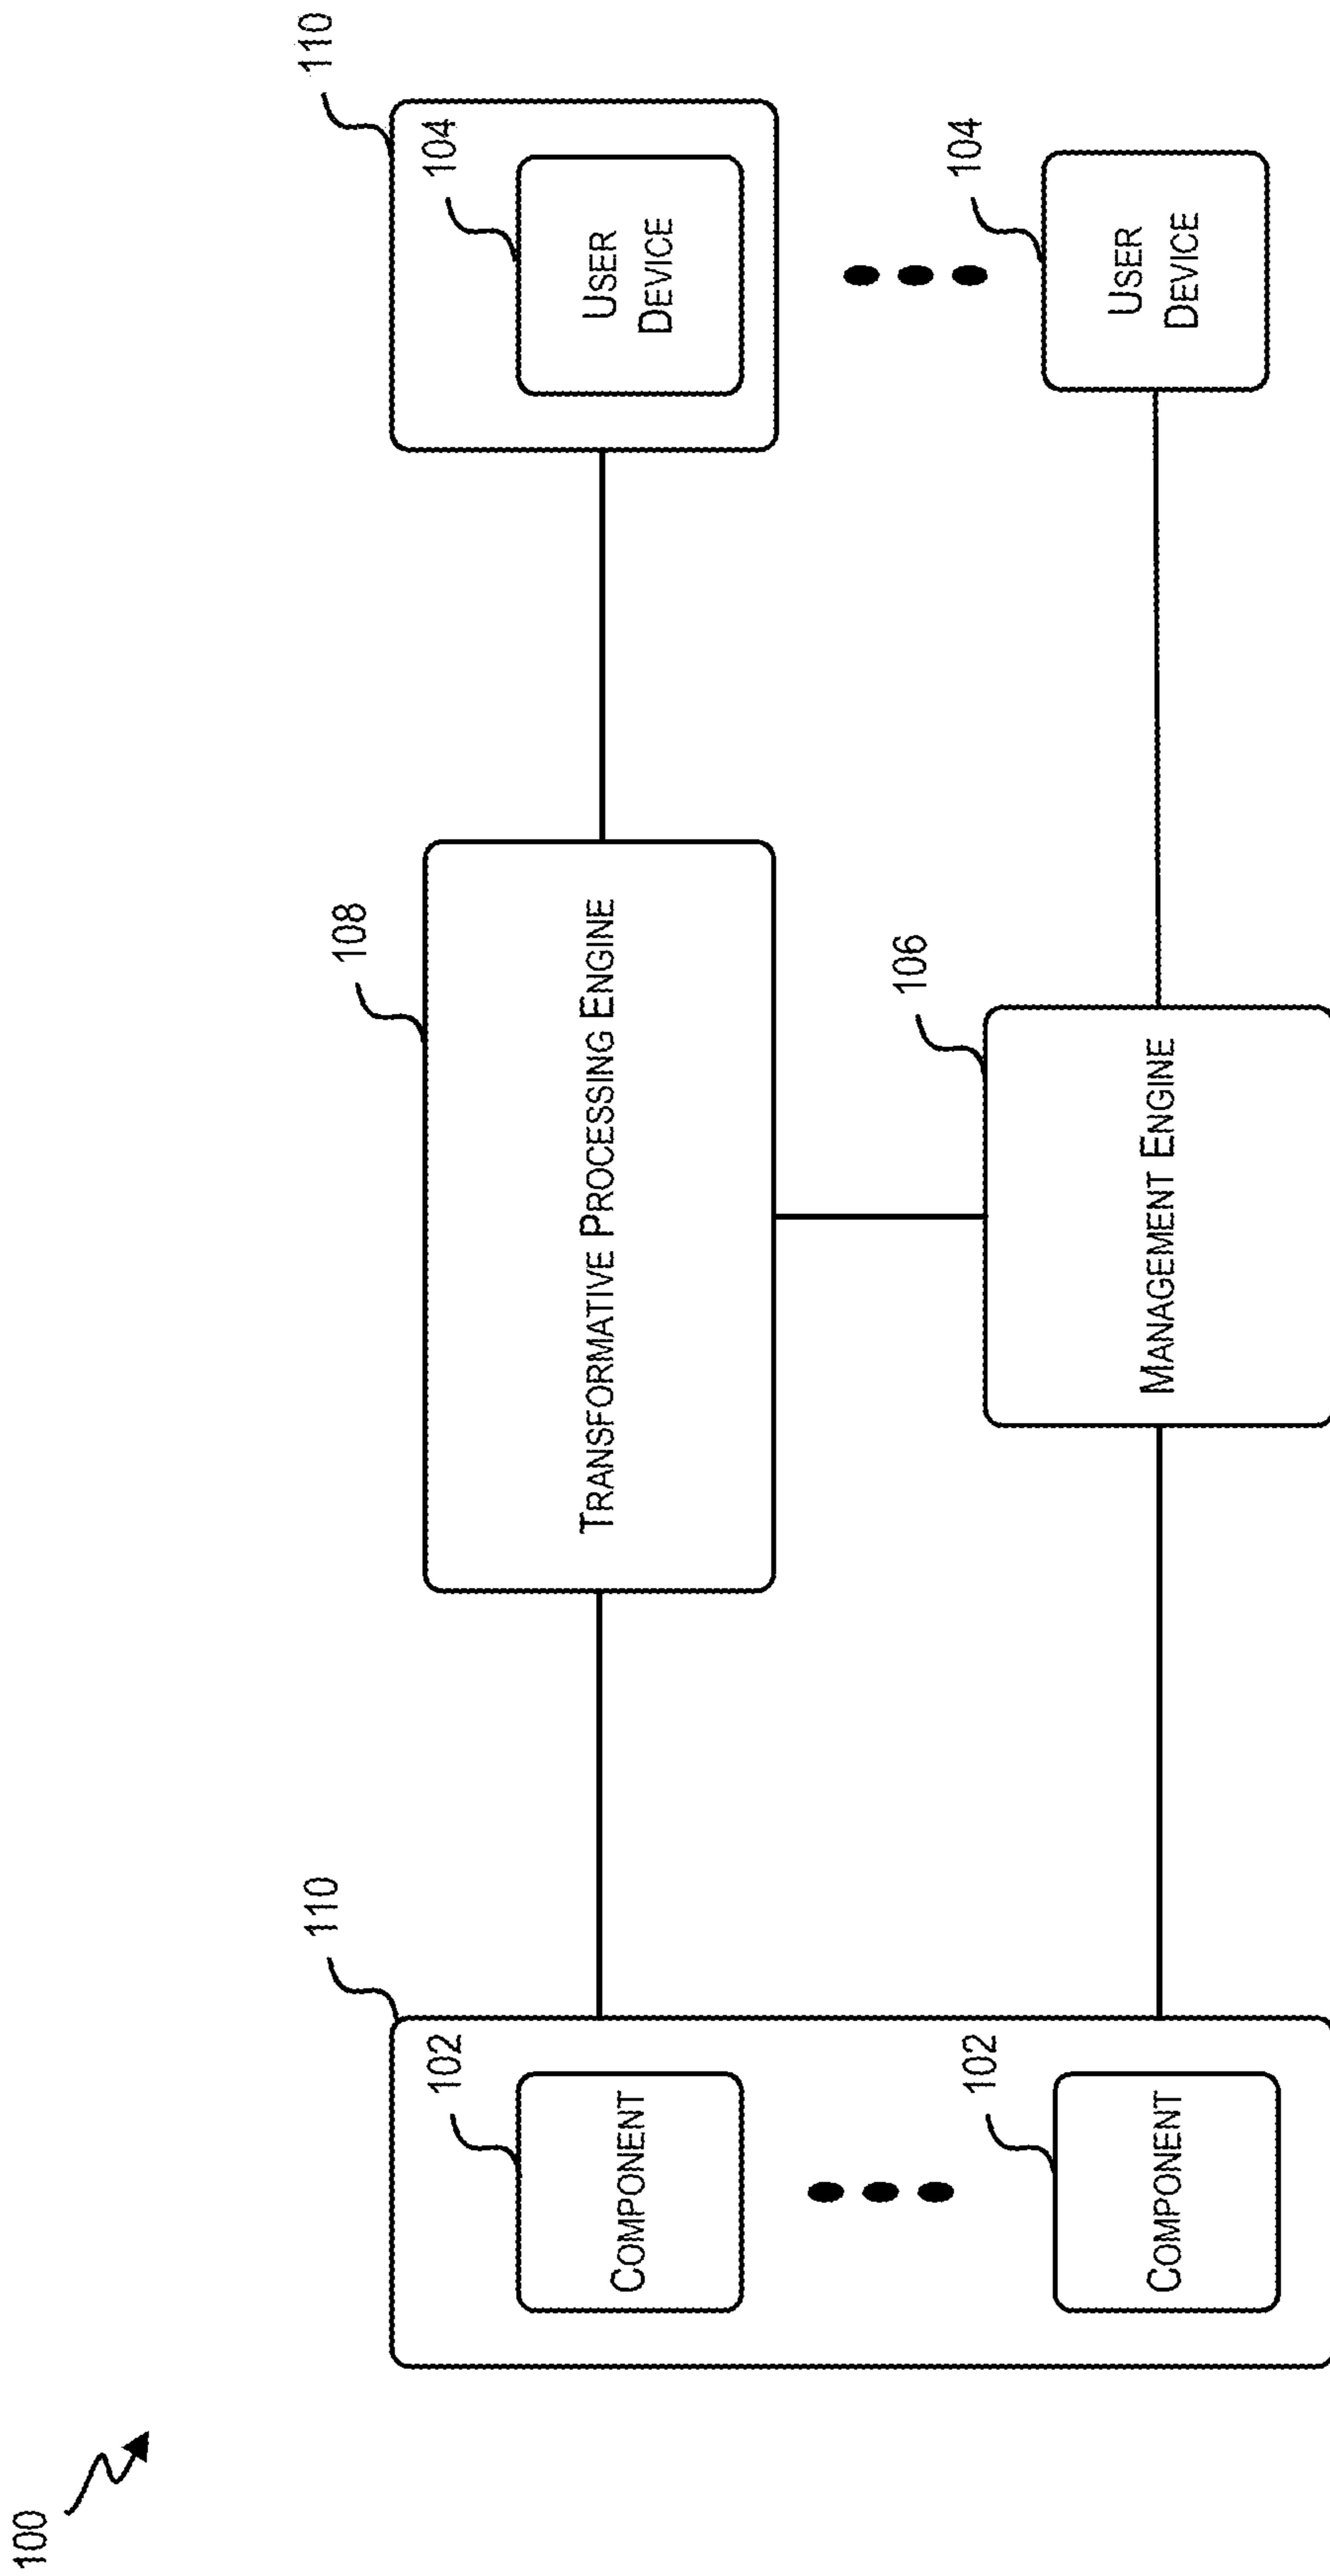 100
110
102
COMPONENT
102
COMPONENT
108
TRANSFORMATIVE PROCESSING ENGINE
106
MANAGEMENT ENGINE
110
104
USER
DEVICE
104
USER
DEVICE